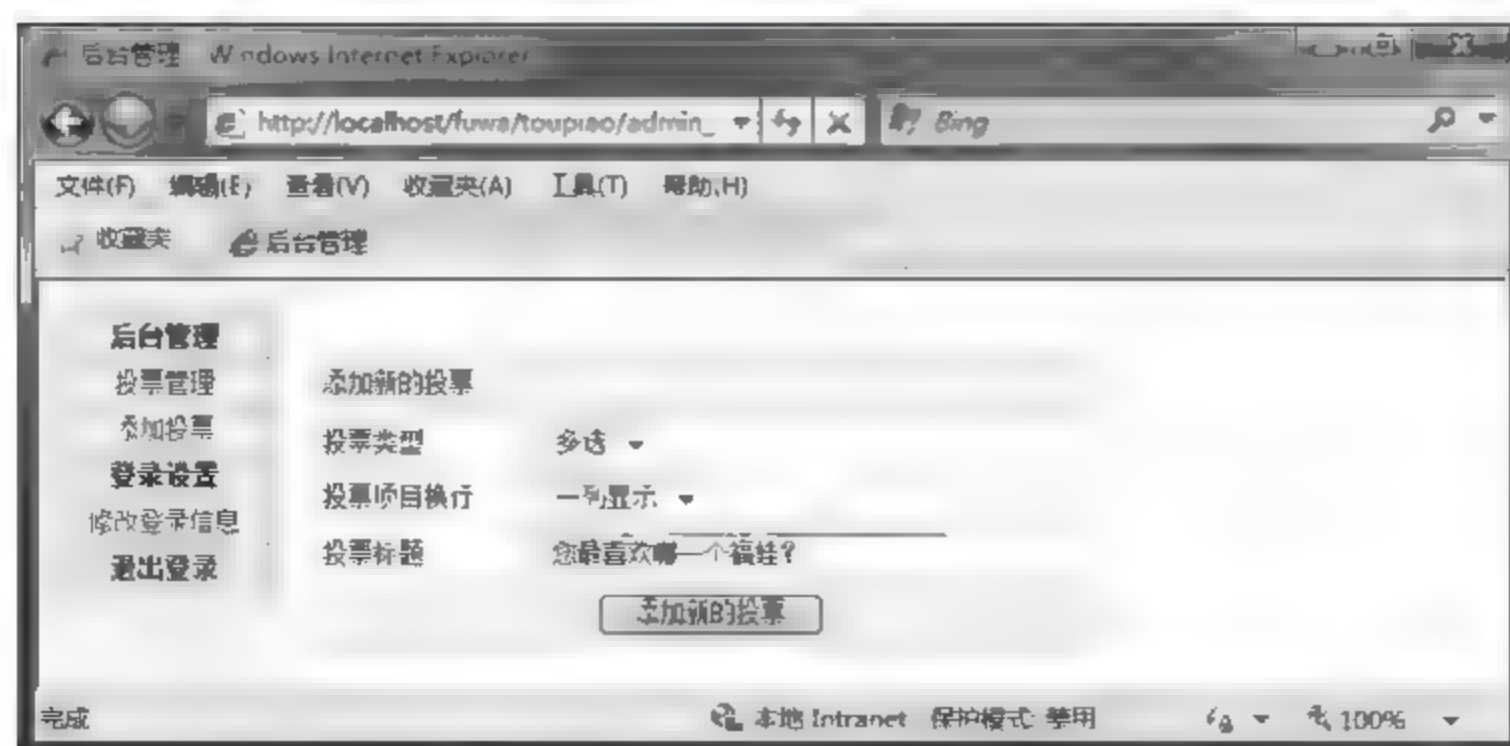 后台管理 Windows Internet Explorer
http://localhost/fuwa/toupiao/admin_ Bing
文件(F) 编辑(E) 查看(V) 收藏夹(A) 工具(T) 帮助(H)
收藏夹 后台管理
后台管理
投票管理
添加投票
登录设置
修改登录信息
退出登录
添加新的投票
投票类型 多选
投票项目换行 一列显示
投票标题 您最喜欢哪一个福娃?
添加新的投票
完成 本地 Intranet 保护模式: 禁用 100%